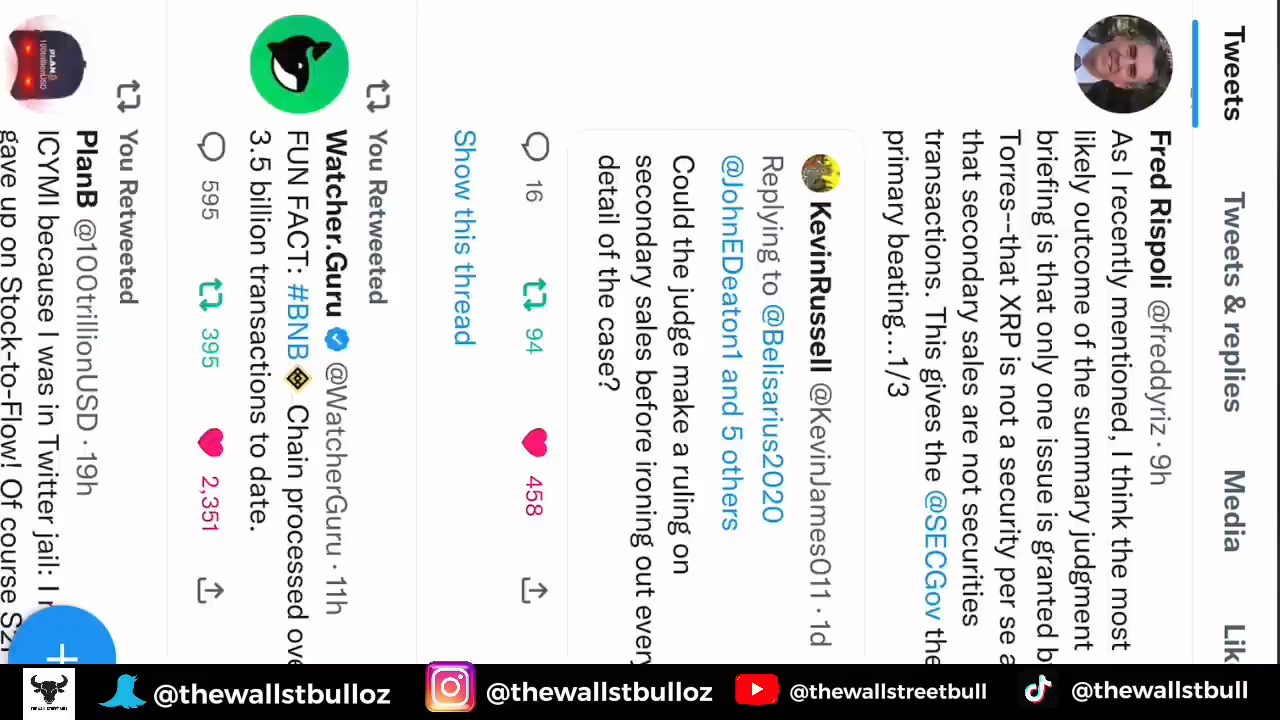 Tweets Tweets & replies Media Lik
Fred Rispoli @freddyriz · 9h
As I recently mentioned, I think the most
likely outcome of the summary judgment
briefing is that only one issue is granted b
Torres--that XRP is not a security per se a
that secondary sales are not securities
transactions. This gives the @SECGov the
primary beating...1/3
KevinRussell @KevinJames011 · 1d
Replying to @Belisarius2020
@JohnEDeaton1 and 5 others
Could the judge make a ruling on
secondary sales before ironing out every
detail of the case?
16 94 458
Show this thread
You Retweeted
Watcher.Guru @WatcherGuru · 11h
FUN FACT: #BNB Chain processed ove
3.5 billion transactions to date.
595 395 2,351
You Retweeted
PlanB @100trillionUSD · 19h
ICYMI because I was in Twitter jail: I
gave up on Stock-to-Flow! Of course
PLAN B
100trillionUSD
@thewallstbulloz @thewallstbulloz @thewallstreetbull @thewallstbull